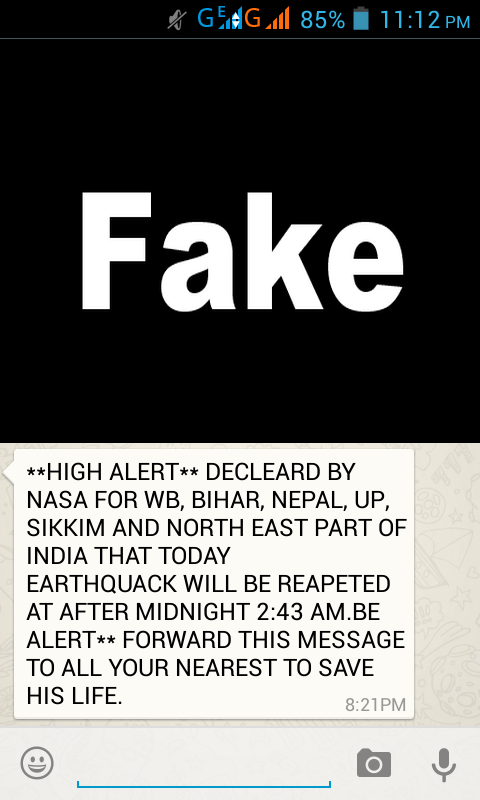 GE G 85% 11:12 PM
Fake
**HIGH ALERT** DECLEARD BY
NASA FOR WB, BIHAR, NEPAL, UP,
SIKKIM AND NORTH EAST PART OF
INDIA THAT TODAY
EARTHQUACK WILL BE REAPETED
AT AFTER MIDNIGHT 2:43 AM.BE
ALERT** FORWARD THIS MESSAGE
TO ALL YOUR NEAREST TO SAVE
HIS LIFE.
8:21PM